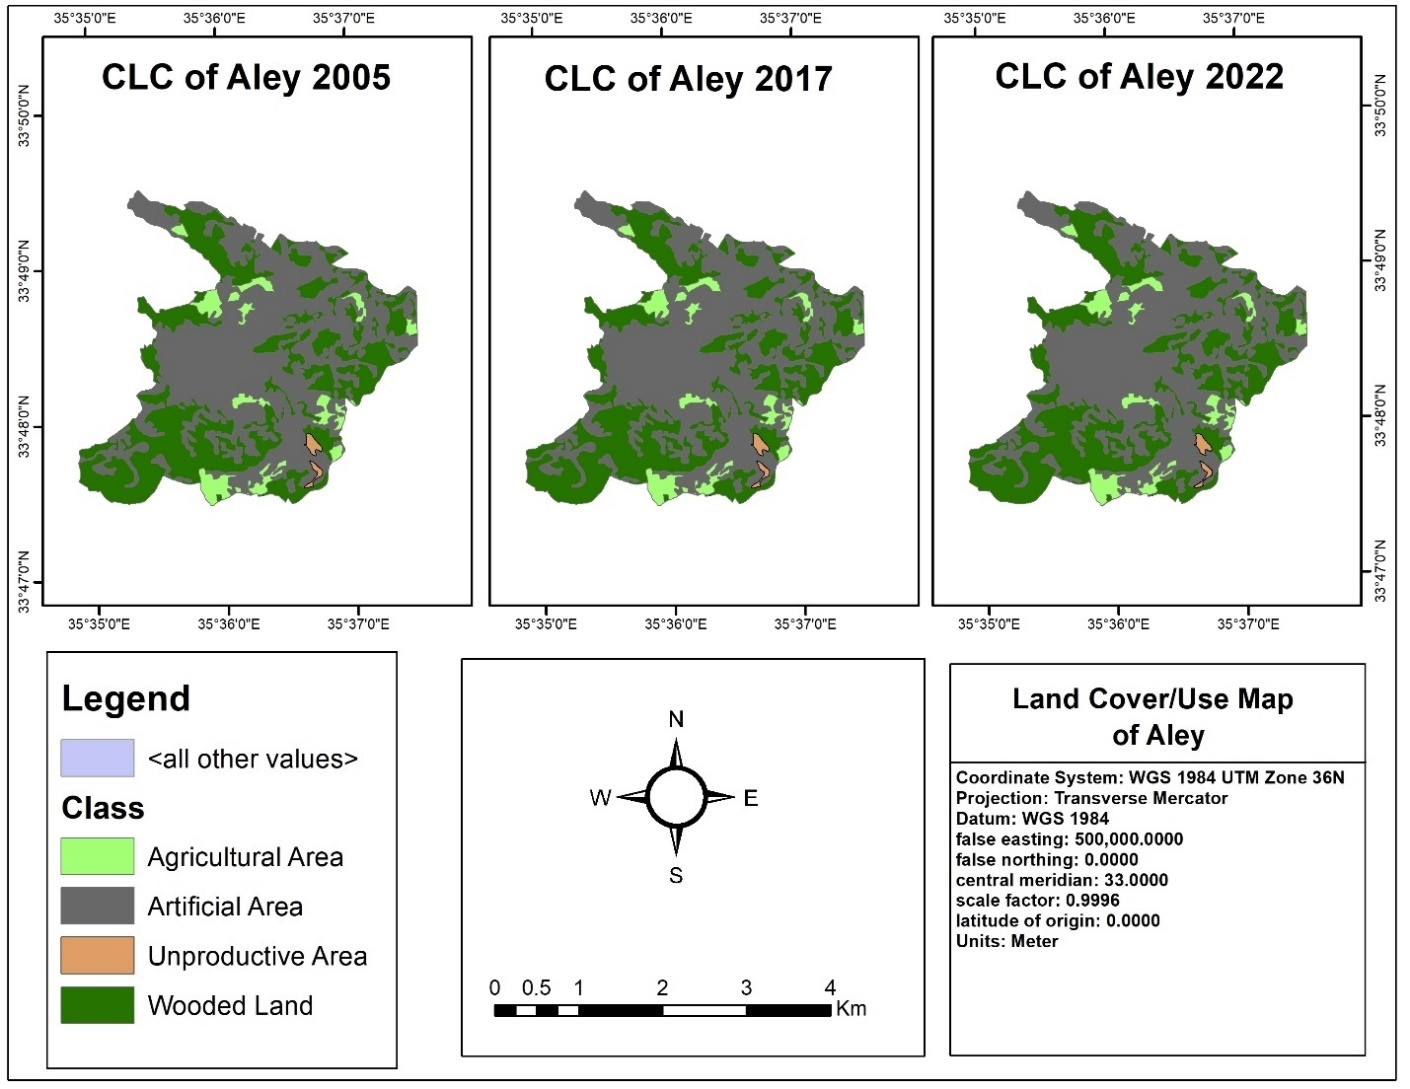 35°35'0"E 35°36'0"E 35°37'0"E 35°35'0"E 35°36'0"E 35°37'0"E 35°35'0"E 35°36'0"E 35°37'0"E
CLC of Aley 2005
CLC of Aley 2017
CLC of Aley 2022
33°50'0"N
33°49'0"N
33°48'0"N
33°47'0"N
33°50'0"N
33°49'0"N
33°48'0"N
33°47'0"N
35°35'0"E 35°36'0"E 35°37'0"E 35°35'0"E 35°36'0"E 35°37'0"E 35°35'0"E 35°36'0"E 35°37'0"E
Legend
<all other values>
Class
Agricultural Area
Artificial Area
Unproductive Area
Wooded Land
N
W E
S
0 0.5 1 2 3 4
Km
Land Cover/Use Map
of Aley
Coordinate System: WGS 1984 UTM Zone 36N
Projection: Transverse Mercator
Datum: WGS 1984
false easting: 500,000.0000
false northing: 0.0000
central meridian: 33.0000
scale factor: 0.9996
latitude of origin: 0.0000
Units: Meter